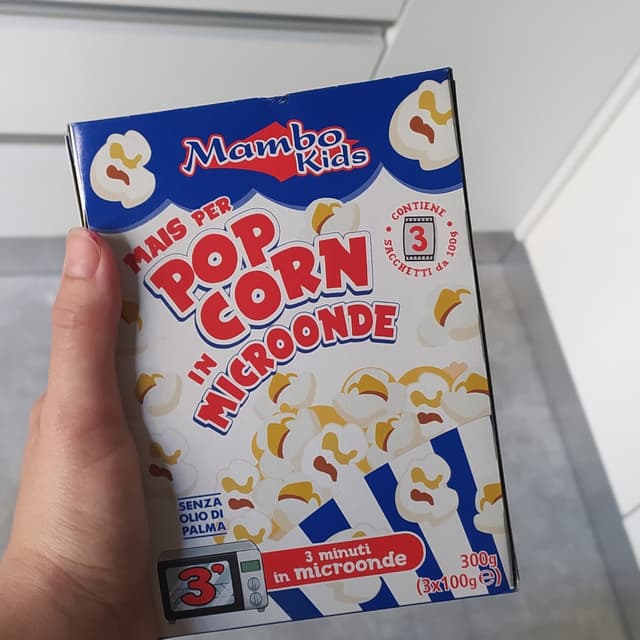 Mambo
Kids
MAIS PER
POP
CORN
IN
MICROONDE
CONTIENE
3
SACCHETTI da 100g
SENZA
OLIO DI
PALMA
3'
3 minuti
in microonde
300g
(3x100g ℮)